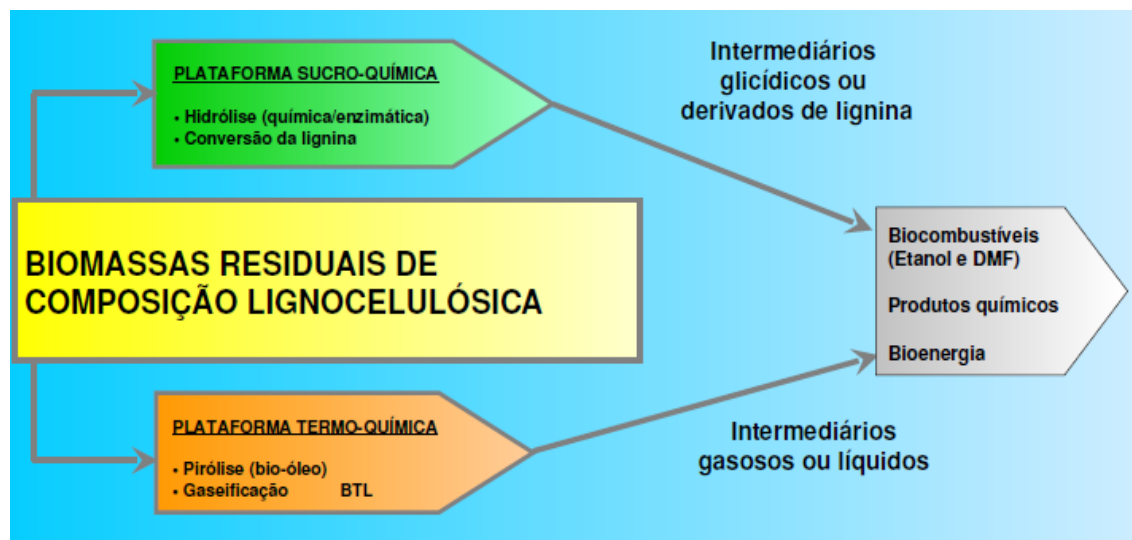 PLATAFORMA SUCRO-QUÍMICA
• Hidrólise (química/enzimática)
• Conversão da lignina
Intermediários
glicídicos ou
derivados de lignina
BIOMASSAS RESIDUAIS DE
COMPOSIÇÃO LIGNOCELULÓSICA
Biocombustíveis
(Etanol e DMF)
Produtos químicos
Bioenergia
PLATAFORMA TERMO-QUÍMICA
• Pirólise (bio-óleo)
• Gaseificação BTL
Intermediários
gasosos ou líquidos